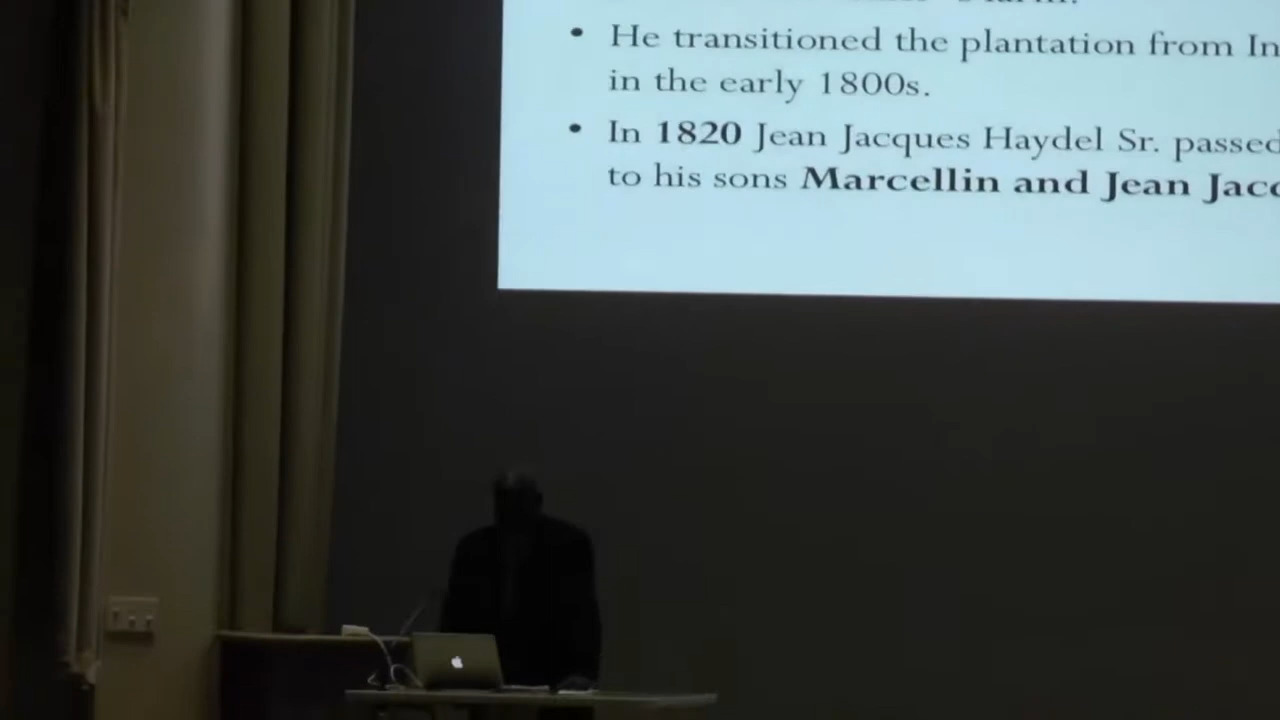 • He transitioned the plantation from In
in the early 1800s.
• In 1820 Jean Jacques Haydel Sr. passed
to his sons Marcellin and Jean Jacq